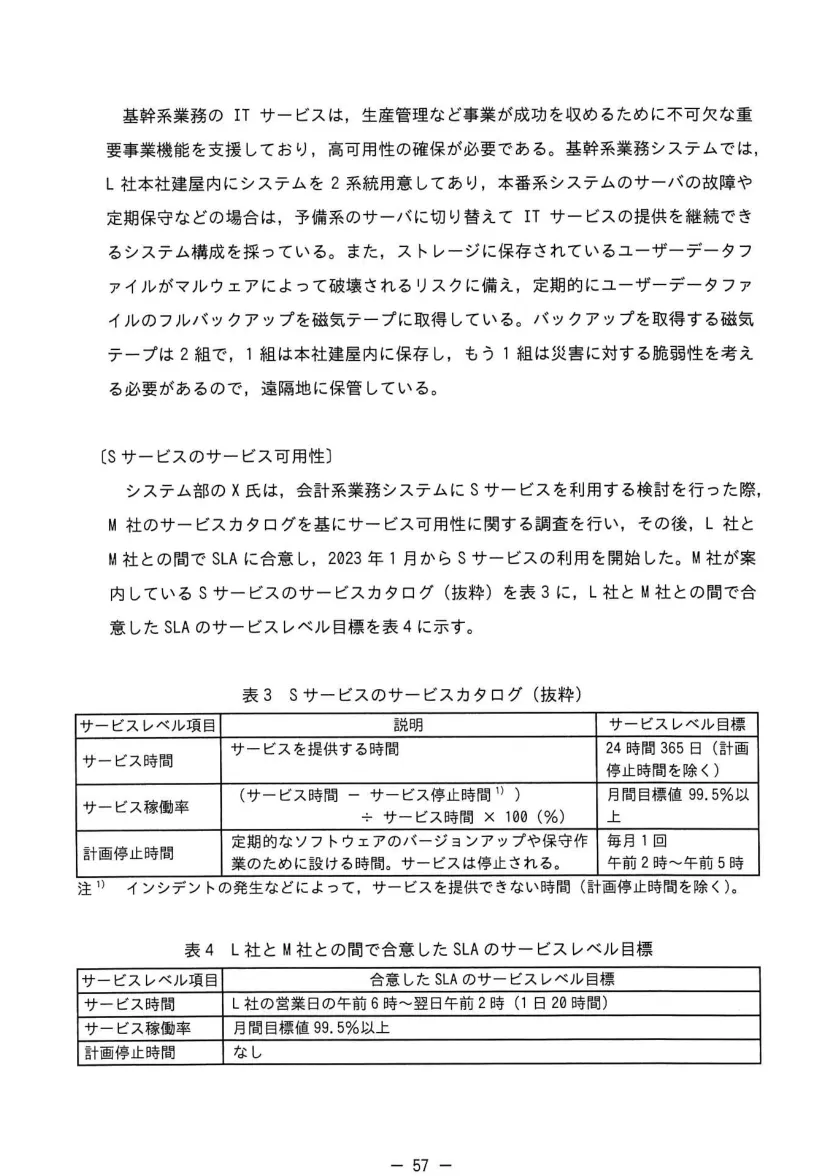 基幹系業務の IT サービスは，生産管理など事業が成功を収めるために不可欠な重
要事業機能を支援しており，高可用性の確保が必要である。基幹系業務システムでは，
L 社本社建屋内にシステムを 2 系統用意してあり，本番系システムのサーバの故障や
定期保守などの場合は，予備系のサーバに切り替えて IT サービスの提供を継続でき
るシステム構成を採っている。また，ストレージに保存されているユーザーデータフ
ァイルがマルウェアによって破壊されるリスクに備え，定期的にユーザーデータファ
イルのフルバックアップを磁気テープに取得している。バックアップを取得する磁気
テープは 2 組で，1 組は本社建屋内に保存し，もう 1 組は災害に対する脆弱性を考え
る必要があるので，遠隔地に保管している。
〔S サービスのサービス可用性〕
システム部の X 氏は，会計系業務システムに S サービスを利用する検討を行った際，
M 社のサービスカタログを基にサービス可用性に関する調査を行い，その後，L 社と
M 社との間で SLA に合意し，2023 年 1 月から S サービスの利用を開始した。M 社が案
内している S サービスのサービスカタログ（抜粋）を表 3 に，L 社と M 社との間で合
意した SLA のサービスレベル目標を表 4 に示す。
表 3　S サービスのサービスカタログ（抜粋）
サービスレベル項目　説明　サービスレベル目標
サービス時間　サービスを提供する時間　24 時間 365 日（計画
停止時間を除く）
サービス稼働率　（サービス時間 － サービス停止時間 1)　）　月間目標値 99.5％以
÷ サービス時間 × 100（％）　上
計画停止時間　定期的なソフトウェアのバージョンアップや保守作　毎月 1 回
業のために設ける時間。サービスは停止される。　午前 2 時～午前 5 時
注 1)　インシデントの発生などによって，サービスを提供できない時間（計画停止時間を除く）。
表 4　L 社と M 社との間で合意した SLA のサービスレベル目標
サービスレベル項目　合意した SLA のサービスレベル目標
サービス時間　L 社の営業日の午前 6 時～翌日午前 2 時（1 日 20 時間）
サービス稼働率　月間目標値 99.5％以上
計画停止時間　なし
－ 57 －